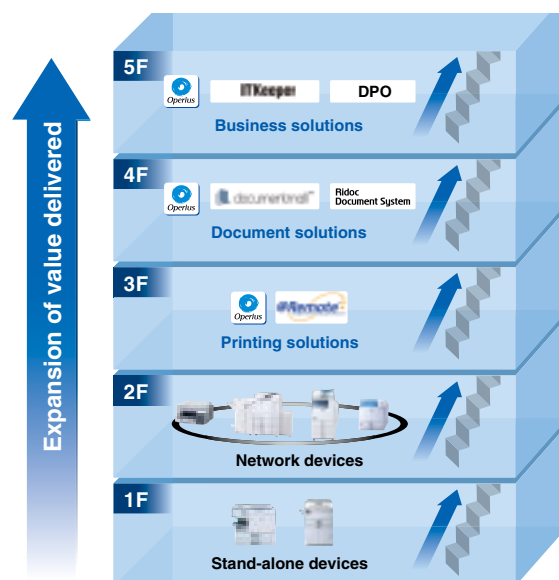 Expansion of value delivered
5F
Operius
ITKeeper
DPO
Business solutions
4F
Operius
documentmall™
Ridoc
Document System
Document solutions
3F
Operius
@Remote
Printing solutions
2F
Network devices
1F
Stand-alone devices